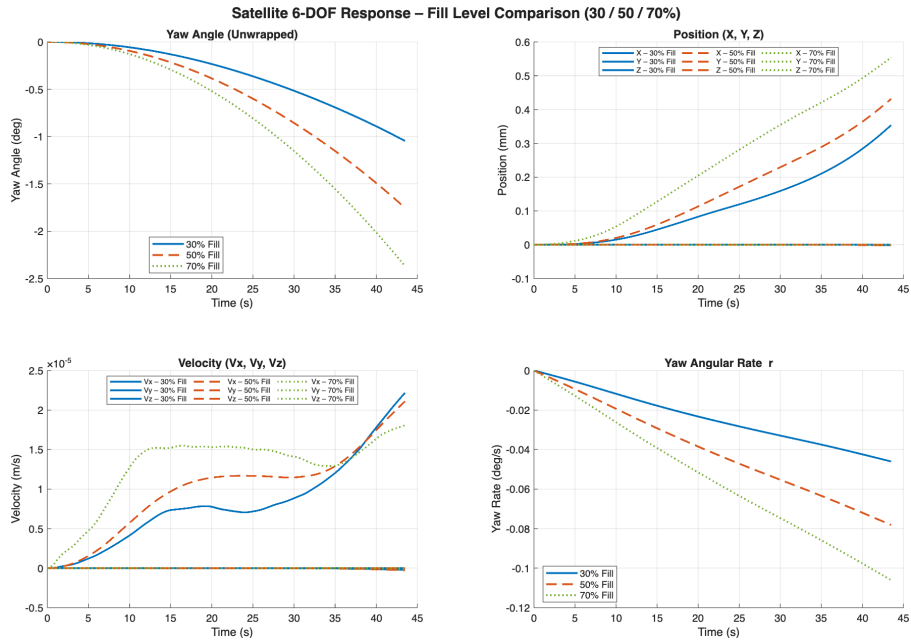 Satellite 6-DOF Response – Fill Level Comparison (30 / 50 / 70%)
Yaw Angle (Unwrapped)
0
-0.5
-1
-1.5
-2
-2.5
Yaw Angle (deg)
30% Fill
50% Fill
70% Fill
0 5 10 15 20 25 30 35 40 45
Time (s)
Position (X, Y, Z)
X – 30% Fill X – 50% Fill X – 70% Fill
Y – 30% Fill Y – 50% Fill Y – 70% Fill
Z – 30% Fill Z – 50% Fill Z – 70% Fill
0.6
0.5
0.4
0.3
0.2
0.1
0
-0.1
Position (mm)
0 5 10 15 20 25 30 35 40 45
Time (s)
Velocity (Vx, Vy, Vz)
×10⁻⁵
Vx – 30% Fill Vx – 50% Fill Vx – 70% Fill
Vy – 30% Fill Vy – 50% Fill Vy – 70% Fill
Vz – 30% Fill Vz – 50% Fill Vz – 70% Fill
2.5
2
1.5
1
0.5
0
-0.5
Velocity (m/s)
0 5 10 15 20 25 30 35 40 45
Time (s)
Yaw Angular Rate r
0
-0.02
-0.04
-0.06
-0.08
-0.1
-0.12
Yaw Rate (deg/s)
30% Fill
50% Fill
70% Fill
0 5 10 15 20 25 30 35 40 45
Time (s)